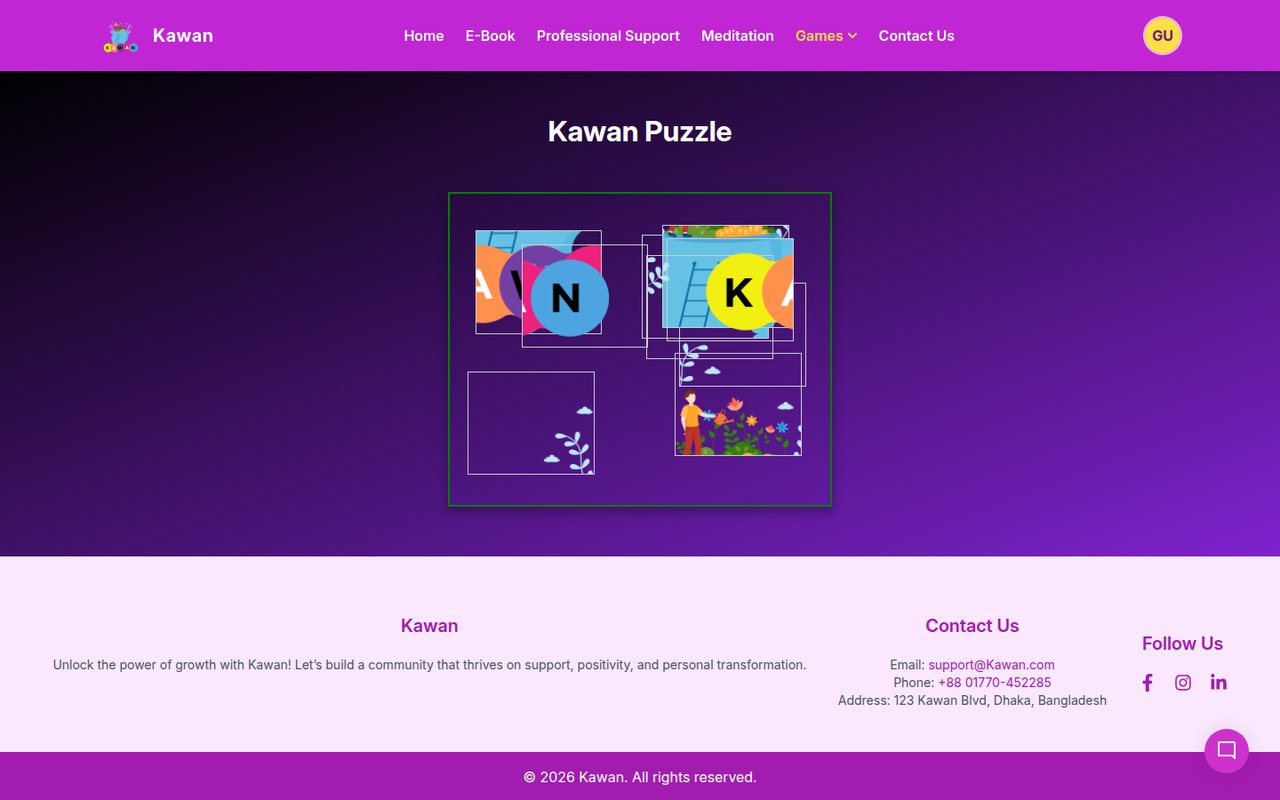 Kawan
Home
E-Book
Professional Support
Meditation
Games
Contact Us
GU
Kawan Puzzle
A
N
K
Kawan
Unlock the power of growth with Kawan! Let’s build a community that thrives on support, positivity, and personal transformation.
Contact Us
Email: support@Kawan.com
Phone: +88 01770-452285
Address: 123 Kawan Blvd, Dhaka, Bangladesh
Follow Us
© 2026 Kawan. All rights reserved.